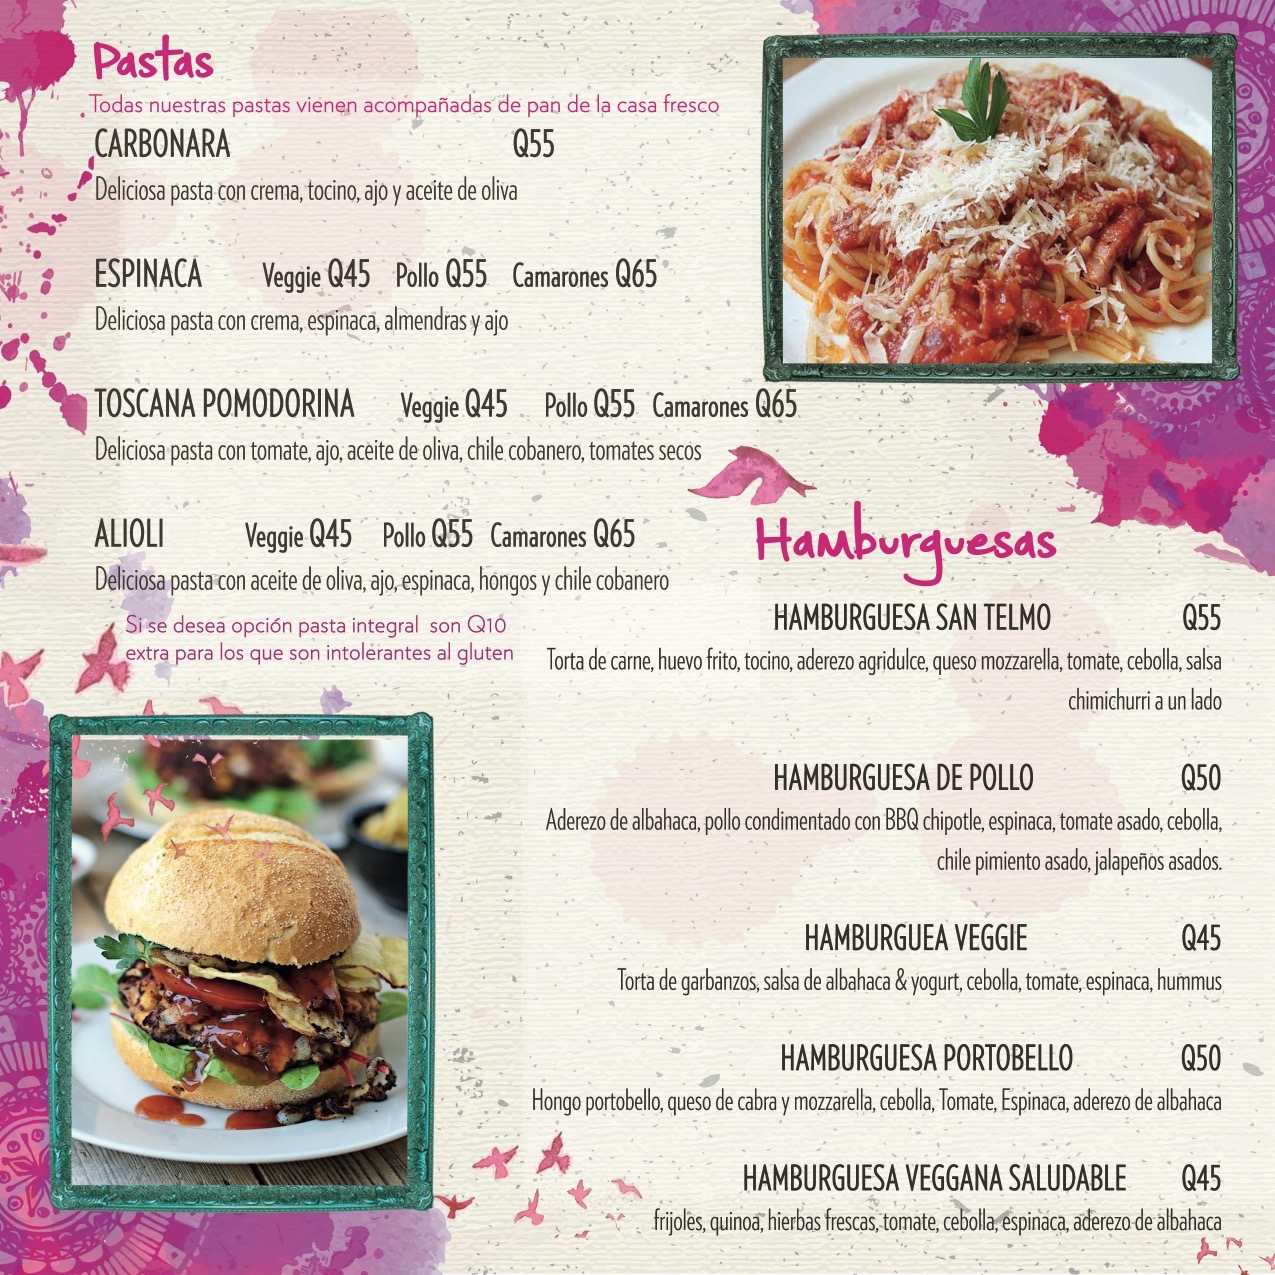 Pastas
Todas nuestras pastas vienen acompañadas de pan de la casa fresco
CARBONARA Q55
Deliciosa pasta con crema, tocino, ajo y aceite de oliva
ESPINACA Veggie Q45 Pollo Q55 Camarones Q65
Deliciosa pasta con crema, espinaca, almendras y ajo
TOSCANA POMODORINA Veggie Q45 Pollo Q55 Camarones Q65
Deliciosa pasta con tomate, ajo, aceite de oliva, chile cobanero, tomates secos
ALIOLI Veggie Q45 Pollo Q55 Camarones Q65
Deliciosa pasta con aceite de oliva, ajo, espinaca, hongos y chile cobanero
Si se desea opción pasta integral son Q10
extra para los que son intolerantes al gluten
Hamburguesas
HAMBURGUESA SAN TELMO Q55
Torta de carne, huevo frito, tocino, aderezo agridulce, queso mozzarella, tomate, cebolla, salsa
chimichurri a un lado
HAMBURGUESA DE POLLO Q50
Aderezo de albahaca, pollo condimentado con BBQ chipotle, espinaca, tomate asado, cebolla,
chile pimiento asado, jalapeños asados.
HAMBURGUEA VEGGIE Q45
Torta de garbanzos, salsa de albahaca & yogurt, cebolla, tomate, espinaca, hummus
HAMBURGUESA PORTOBELLO Q50
Hongo portobello, queso de cabra y mozzarella, cebolla, Tomate, Espinaca, aderezo de albahaca
HAMBURGUESA VEGGANA SALUDABLE Q45
frijoles, quinoa, hierbas frescas, tomate, cebolla, espinaca, aderezo de albahaca